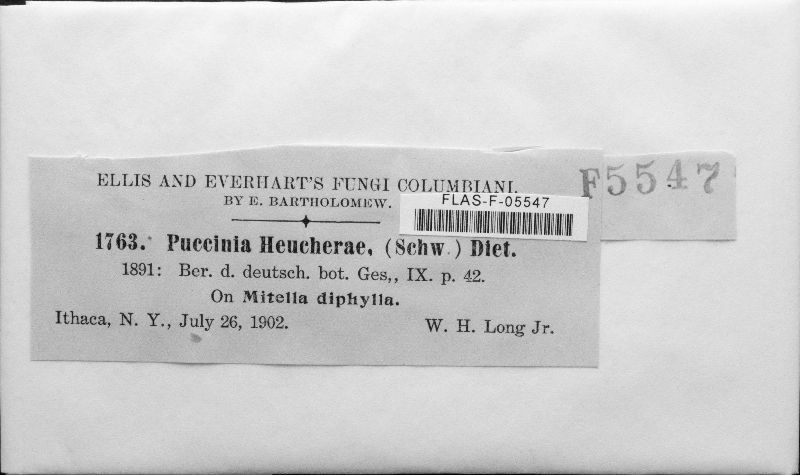 ELLIS AND EVERHART'S FUNGI COLUMBIANI.
BY E. BARTHOLOMEW.
FLAS-F-05547
F5547
1763. Puccinia Heucherae, (Schw.) Diet.
1891: Ber. d. deutsch. bot. Ges,, IX. p. 42.
On Mitella diphylla.
Ithaca, N. Y., July 26, 1902.
W. H. Long Jr.